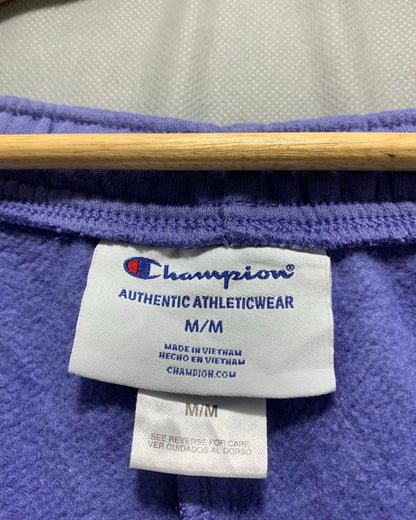 Champion®
AUTHENTIC ATHLETICWEAR
M/M
MADE IN VIETNAM
HECHO EN VIETNAM
CHAMPION.COM
M/M
SEE REVERSE FOR CARE
VER CUIDADOS AL DORSO